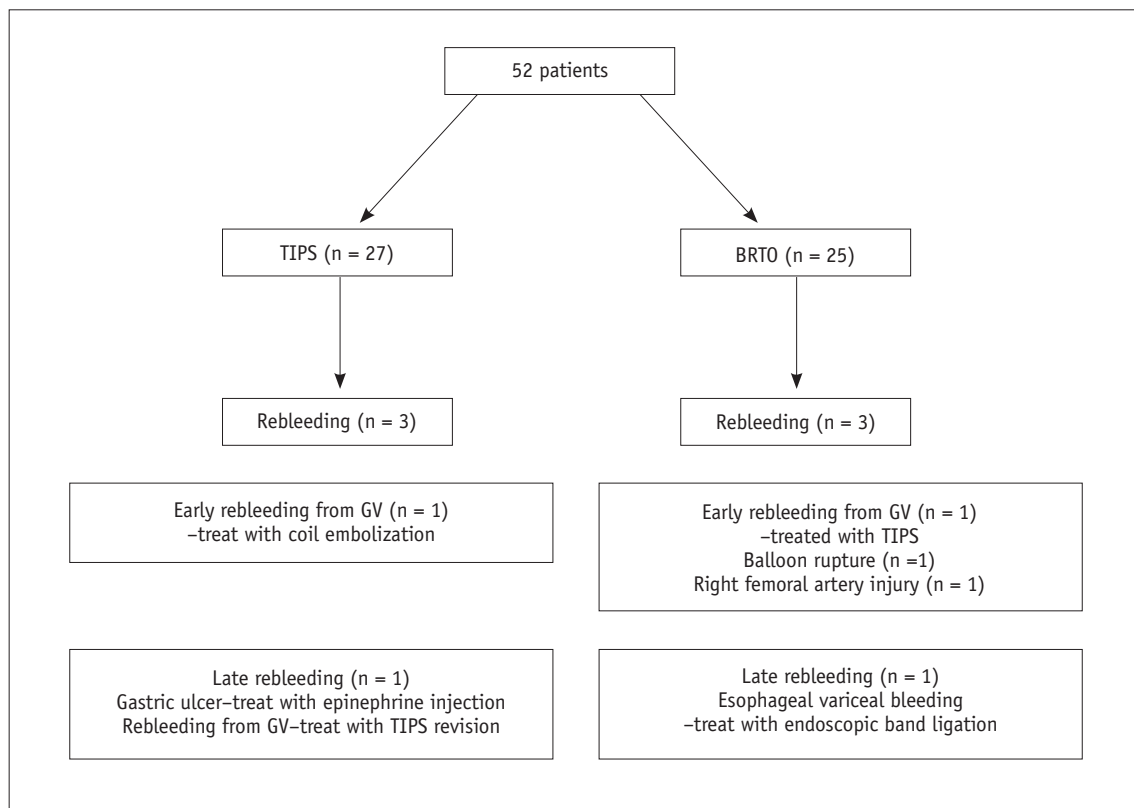 52 patients
TIPS (n = 27)
BRTO (n = 25)
Rebleeding (n = 3)
Rebleeding (n = 3)
Early rebleeding from GV (n = 1)
–treat with coil embolization
Early rebleeding from GV (n = 1)
–treated with TIPS
Balloon rupture (n =1)
Right femoral artery injury (n = 1)
Late rebleeding (n = 1)
Gastric ulcer–treat with epinephrine injection
Rebleeding from GV–treat with TIPS revision
Late rebleeding (n = 1)
Esophageal variceal bleeding
–treat with endoscopic band ligation